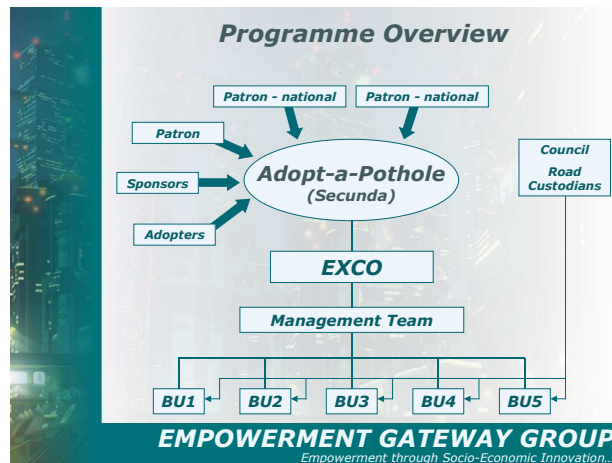 Programme Overview
Patron - national
Patron - national
Patron
Sponsors
Adopters
Adopt-a-Pothole
(Secunda)
Council
Road
Custodians
EXCO
Management Team
BU1
BU2
BU3
BU4
BU5
EMPOWERMENT GATEWAY GROUP
Empowerment through Socio-Economic Innovation...